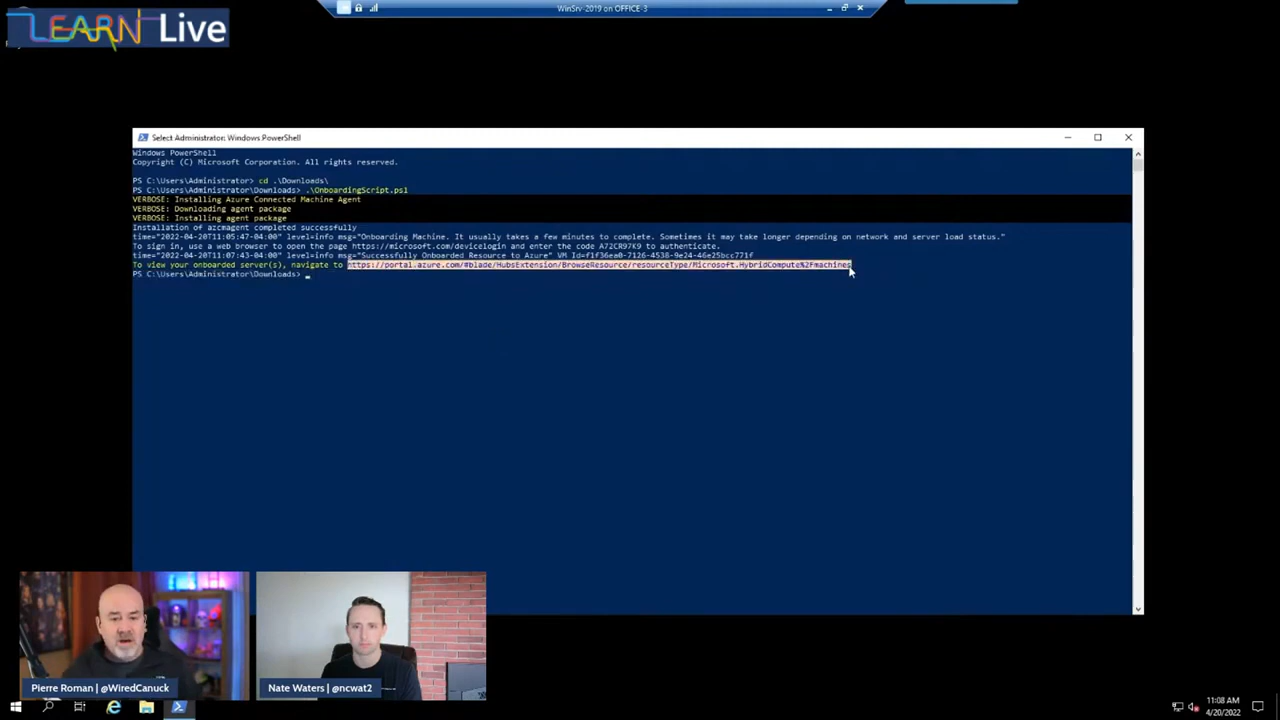 LEARN Live
WinSrv-2019 on OFFICE-3
Select Administrator: Windows PowerShell
Windows PowerShell
Copyright (C) Microsoft Corporation. All rights reserved.
PS C:\Users\Administrator> cd .\Downloads\
PS C:\Users\Administrator\Downloads> .\OnboardingScript.ps1
VERBOSE: Installing Azure Connected Machine Agent
VERBOSE: Downloading agent package
VERBOSE: Installing agent package
Installation of azcmagent completed successfully
time="2022-04-20T11:05:47-04:00" level=info msg="Onboarding Machine. It usually takes a few minutes to complete. Sometimes it may take longer depending on network and server load status."
To sign in, use a web browser to open the page https://microsoft.com/devicelogin and enter the code A72CR97K9 to authenticate.
time="2022-04-20T11:07:43-04:00" level=info msg="Successfully Onboarded Resource to Azure" VM Id=f1f36ea0-7126-4538-9e24-46e25bcc771f
To view your onboarded server(s), navigate to https://portal.azure.com/#blade/HubsExtension/BrowseResource/resourceType/Microsoft.HybridCompute%2Fmachines
PS C:\Users\Administrator\Downloads>
Pierre Roman | @WiredCanuck
Nate Waters | @ncwat2
11:08 AM
4/20/2022